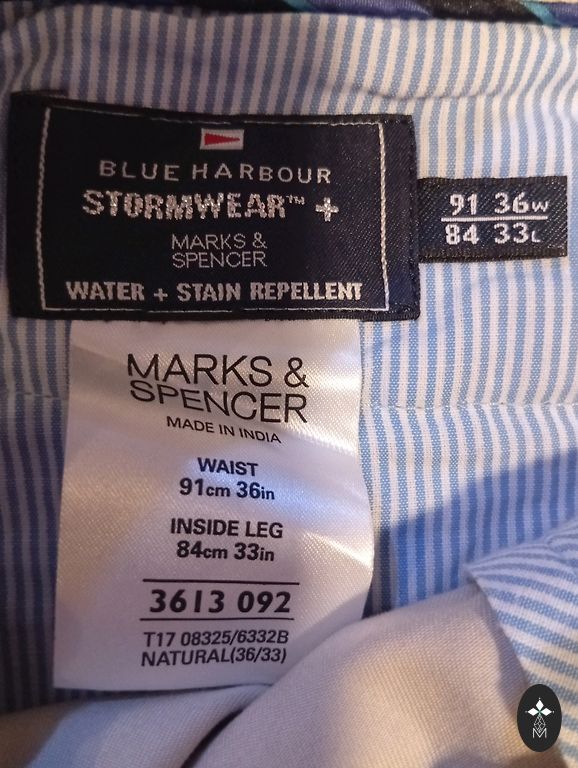 BLUE HARBOUR
STORMWEAR™ +
MARKS &
SPENCER
WATER + STAIN REPELLENT
91 36W
84 33L
MARKS &
SPENCER
MADE IN INDIA
WAIST
91cm 36in
INSIDE LEG
84cm 33in
3613 092
T17 08325/6332B
NATURAL(36/33)
M